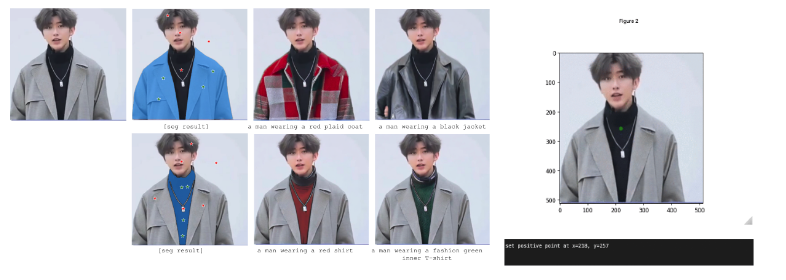 [seg result]
a man wearing a red plaid coat
a man wearing a black jacket
[seg result]
a man wearing a red shirt
a man wearing a fashion green
inner T-shirt
Figure 2
0
100
200
300
400
500
0
100
200
300
400
500
set positive point at x=218, y=257